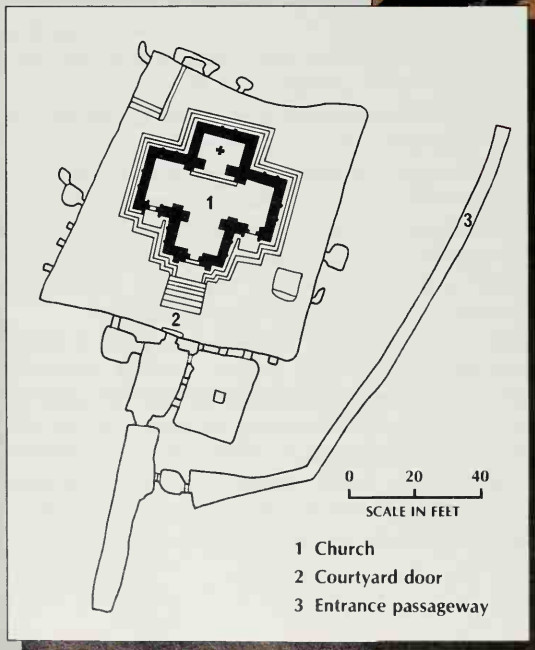 1
2
3
0 20 40
SCALE IN FEET
1 Church
2 Courtyard door
3 Entrance passageway